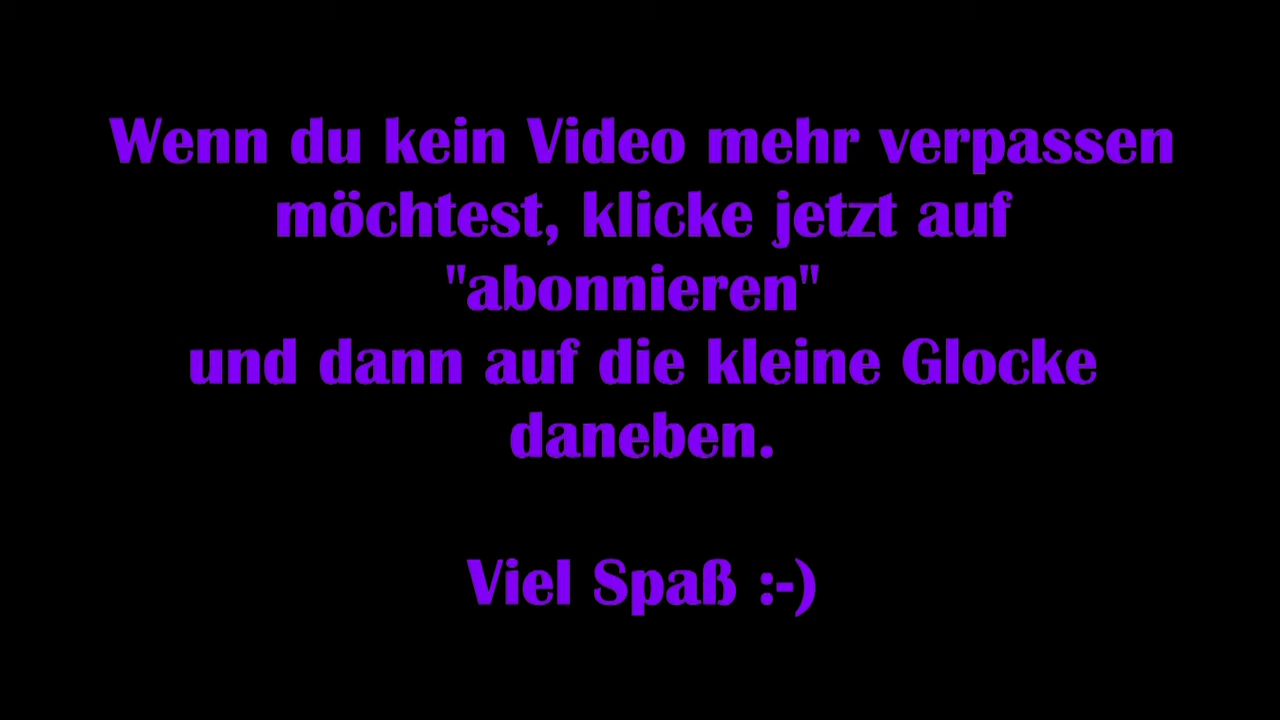 Wenn du kein Video mehr verpassen
möchtest, klicke jetzt auf
"abonnieren"
und dann auf die kleine Glocke
daneben.
Viel Spaß :-)